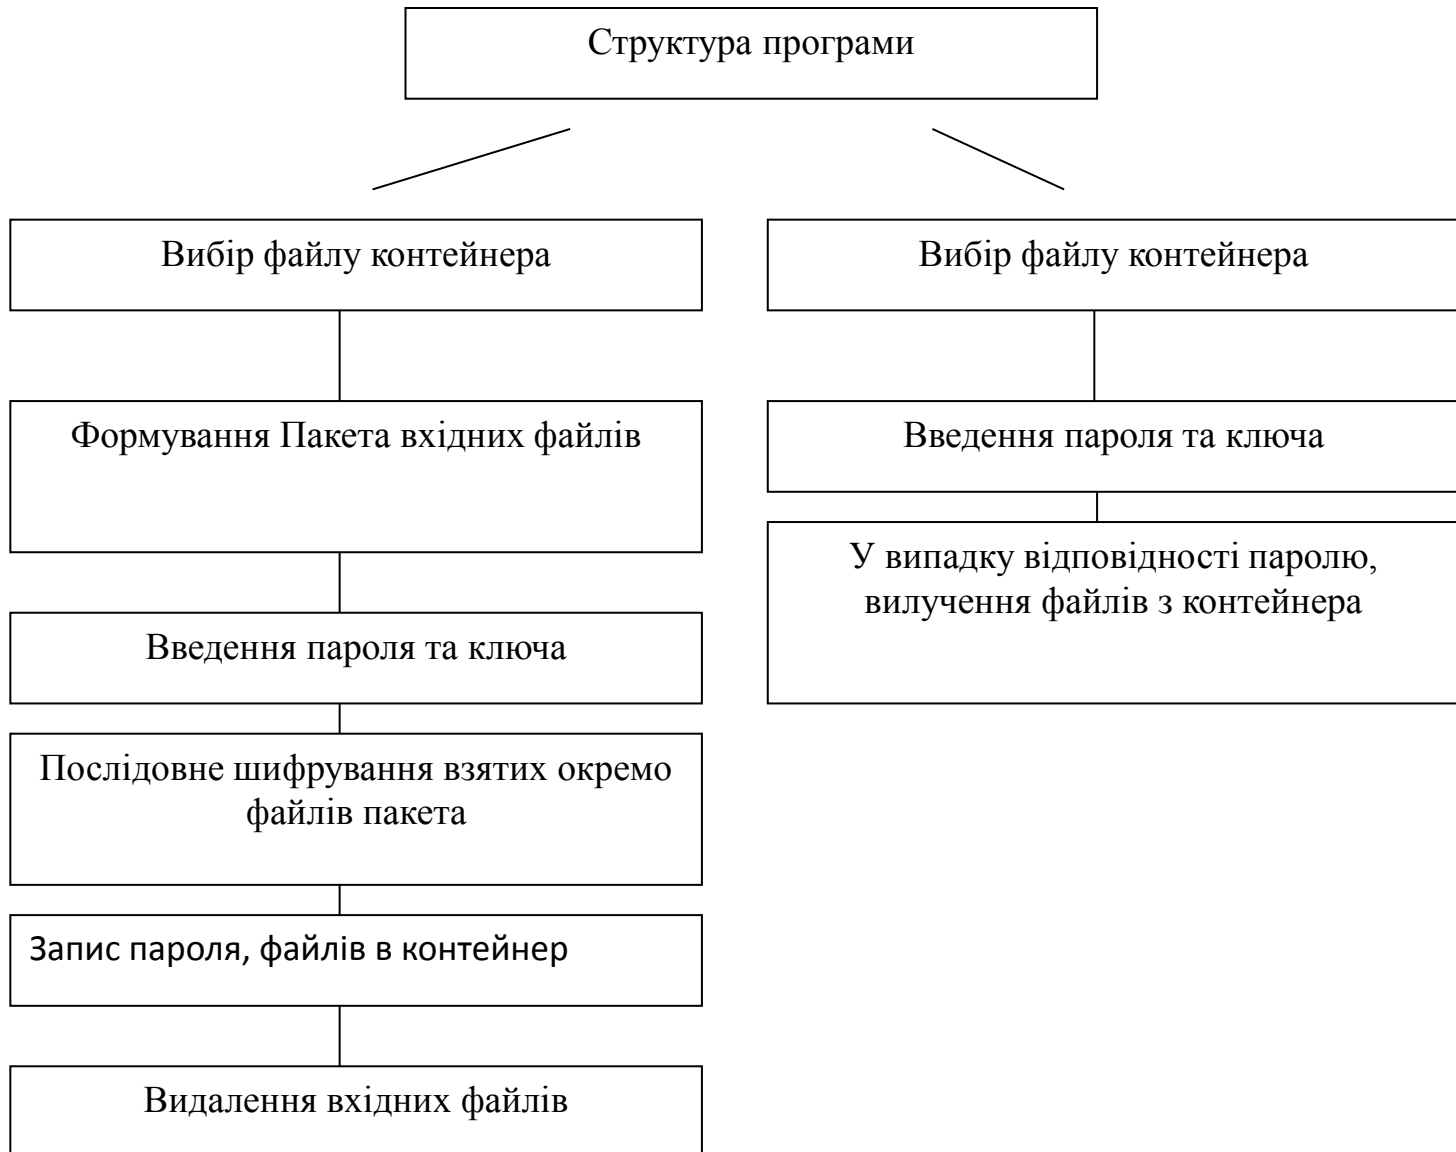 Структура програми
Вибір файлу контейнера
Формування Пакета вхідних файлів
Введення пароля та ключа
Послідовне шифрування взятих окремо
файлів пакета
Запис пароля, файлів в контейнер
Видалення вхідних файлів
Вибір файлу контейнера
Введення пароля та ключа
У випадку відповідності паролю,
вилучення файлів з контейнера